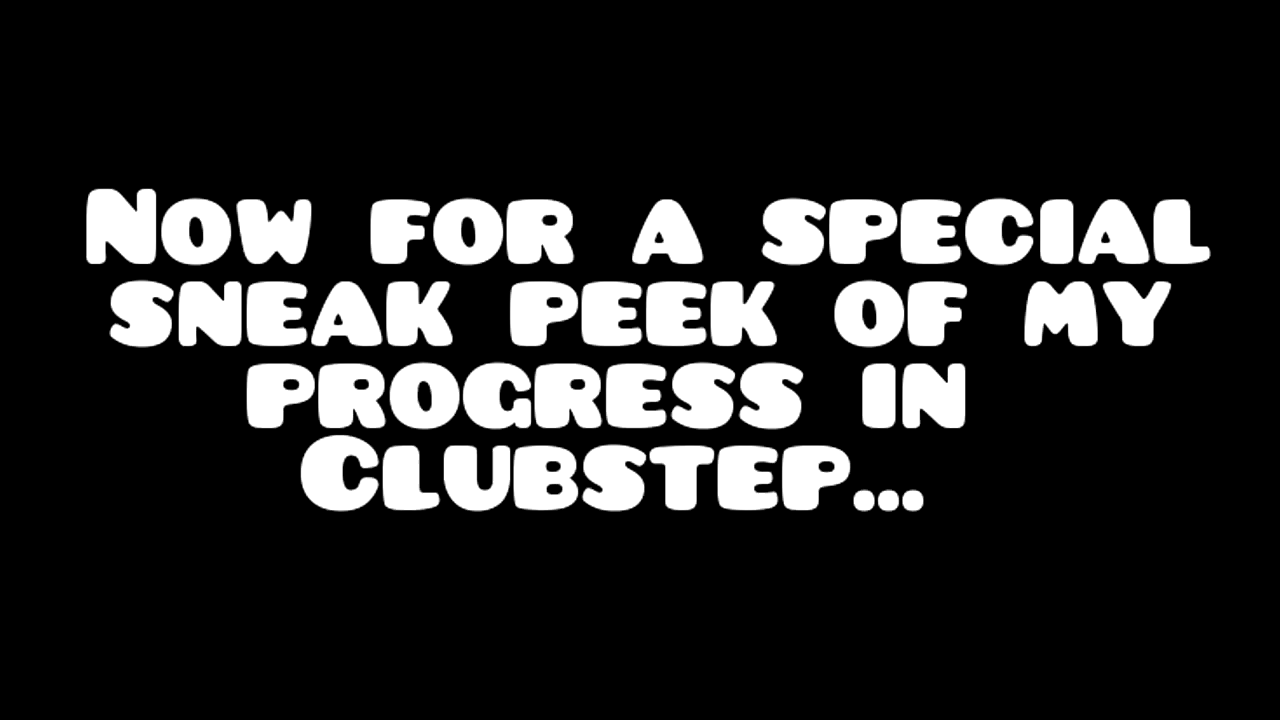 Now for a special
sneak peek of my
progress in
Clubstep...